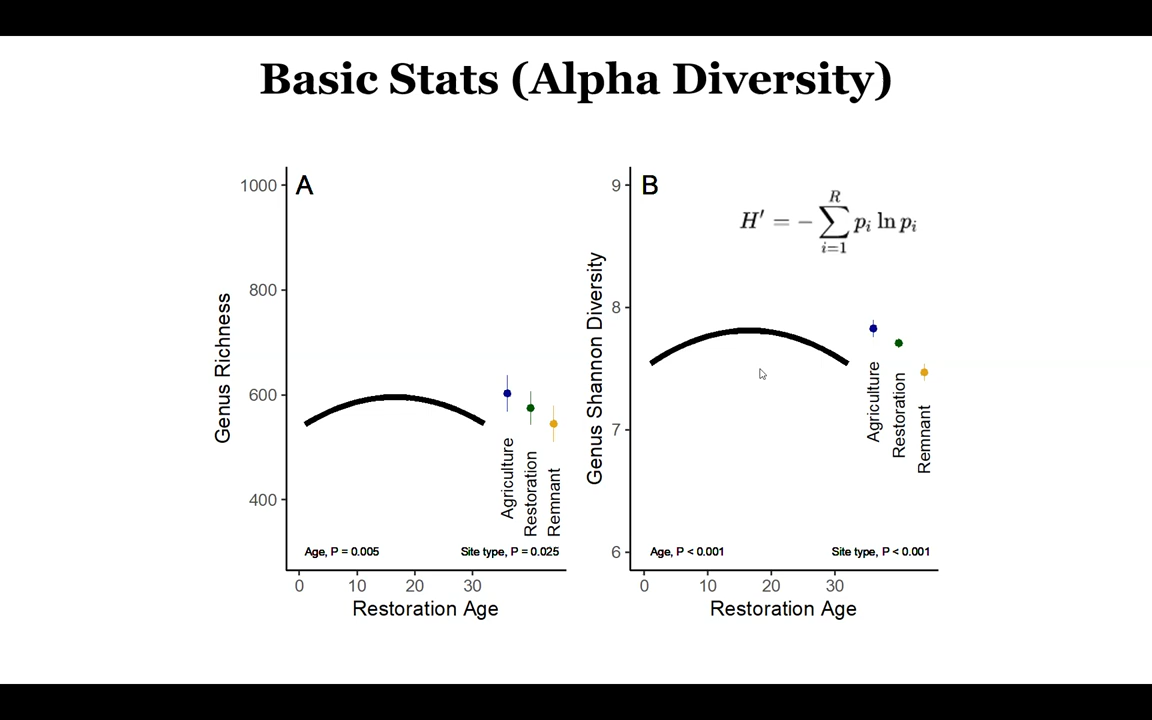 Basic Stats (Alpha Diversity)
A
1000
800
600
400
Genus Richness
Agriculture
Restoration
Remnant
Age, P = 0.005
Site type, P = 0.025
0 10 20 30
Restoration Age
B
H' = − ∑_{i=1}^{R} p_i ln p_i
9
8
7
6
Genus Shannon Diversity
Agriculture
Restoration
Remnant
Age, P < 0.001
Site type, P < 0.001
0 10 20 30
Restoration Age